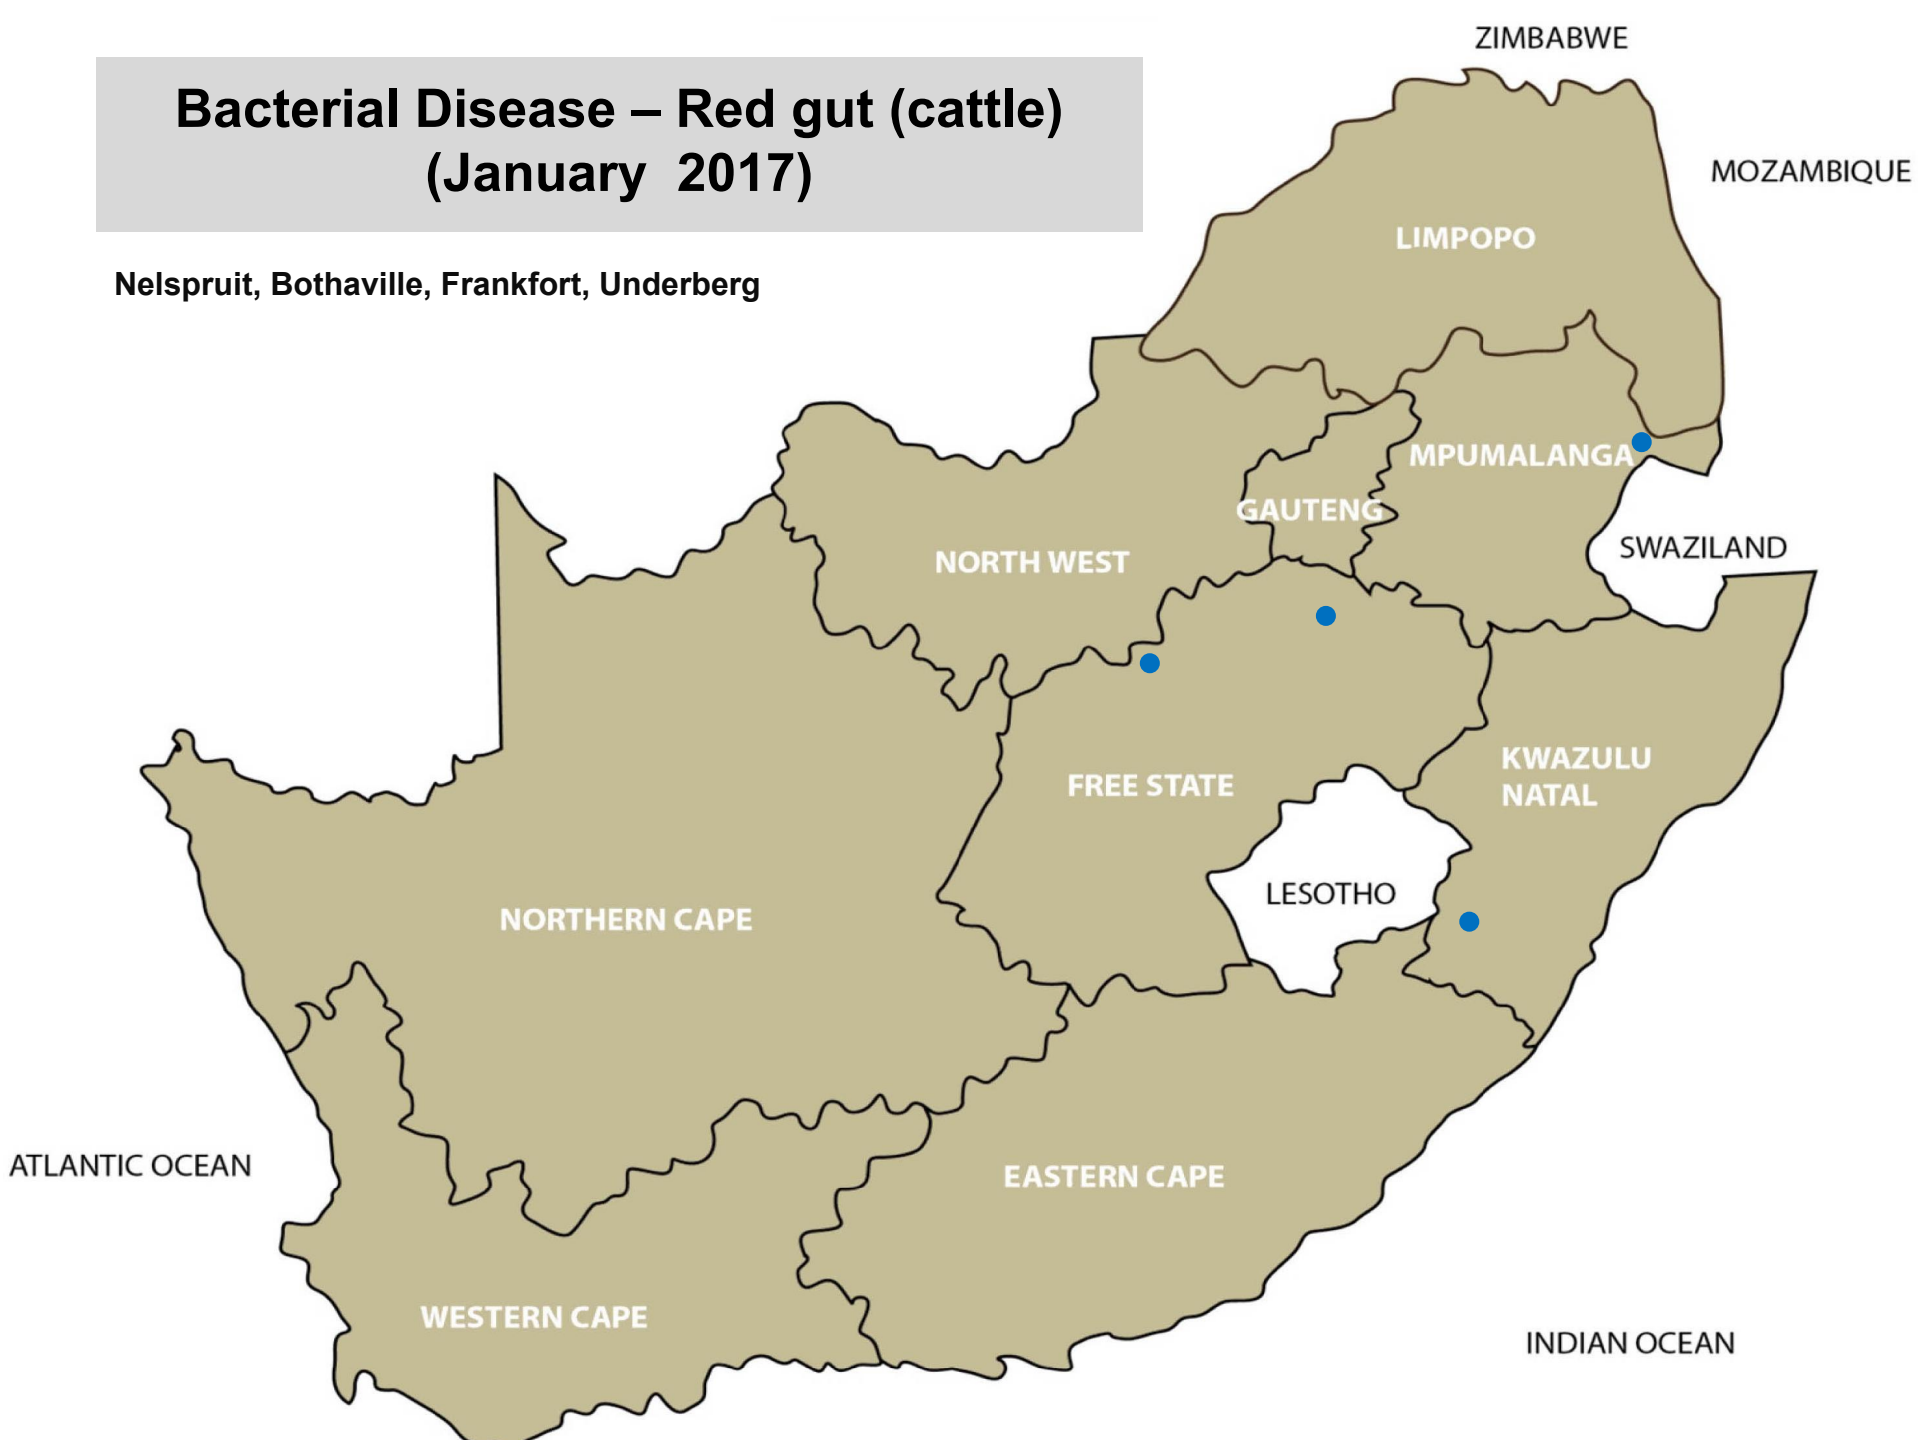 Bacterial Disease – Red gut (cattle)
(January  2017)
Nelspruit, Bothaville, Frankfort, Underberg
ZIMBABWE
MOZAMBIQUE
LIMPOPO
MPUMALANGA
GAUTENG
NORTH WEST
SWAZILAND
KWAZULU
NATAL
FREE STATE
LESOTHO
NORTHERN CAPE
ATLANTIC OCEAN
EASTERN CAPE
WESTERN CAPE
INDIAN OCEAN